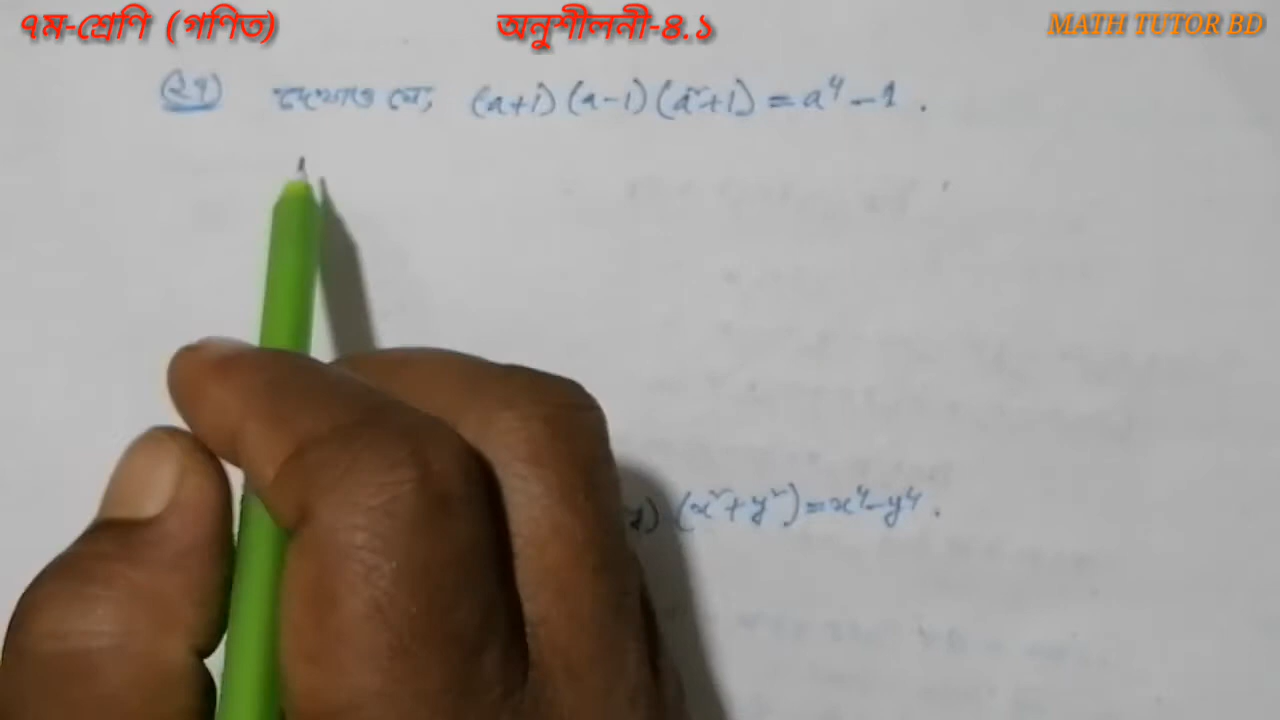 ৭ম-শ্রেণি (গণিত) অনুশীলনী-৪.১ MATH TUTOR BD
(২৭) দেখাও যে, (a+1) (a-1) (a²+1) = a⁴ - 1 .
y) (x²+y²) = x⁴-y⁴ .